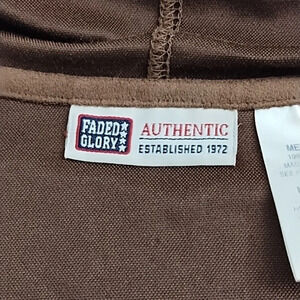 FADED
GLORY
AUTHENTIC
ESTABLISHED 1972